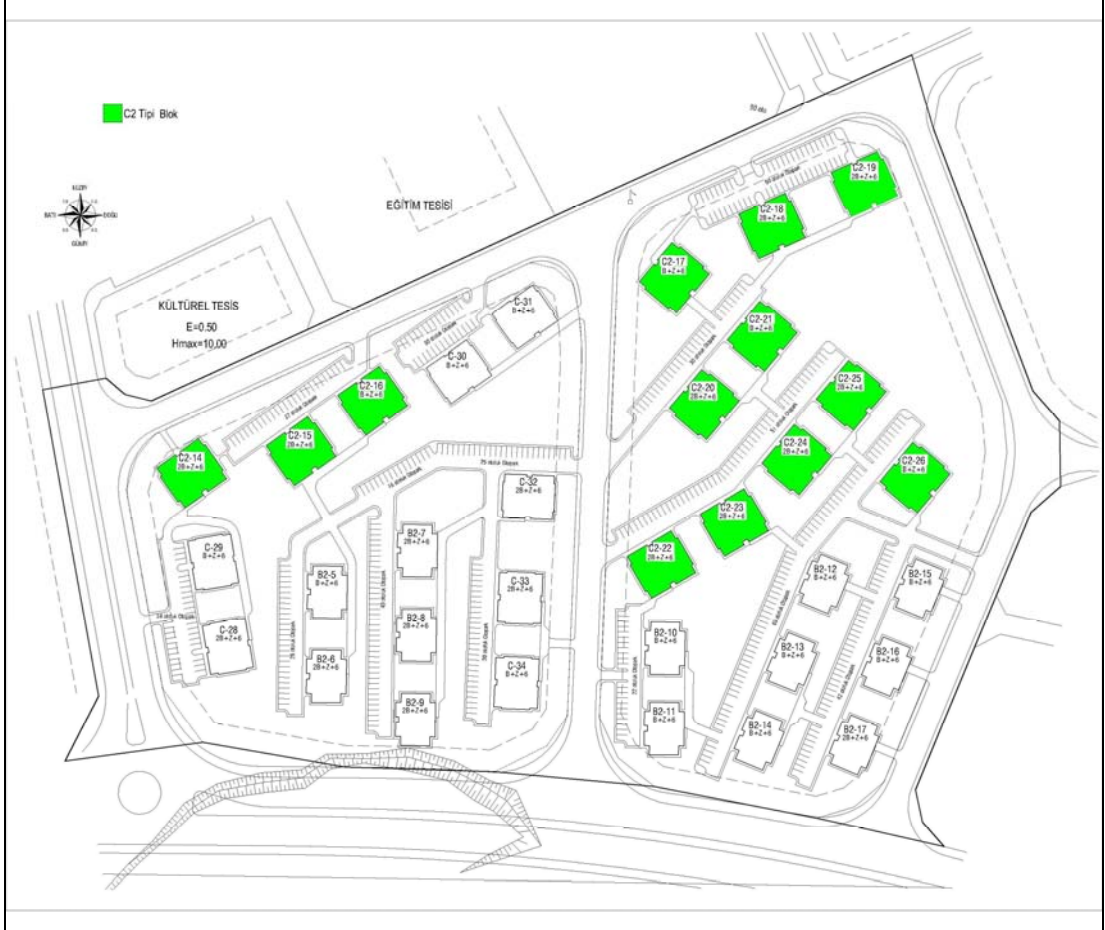 C2 Tipi Blok
KUZEY
BATI
DOĞU
GÜNEY
EĞİTİM TESİSİ
KÜLTÜREL TESİS
E=0.50
Hmax=10.00
C2-19
2B+Z+6
C2-18
2B+Z+6
C2-17
B+Z+6
C2-21
B+Z+6
C2-20
2B+Z+6
C2-25
2B+Z+6
C2-24
2B+Z+6
C2-26
B+Z+6
C2-23
2B+Z+6
C2-22
2B+Z+6
C-31
B+Z+6
C-30
B+Z+6
C2-16
B+Z+6
C2-15
2B+Z+6
C2-14
2B+Z+6
C-32
2B+Z+6
C-29
B+Z+6
C-28
2B+Z+6
B2-5
B+Z+6
B2-6
2B+Z+6
B2-7
2B+Z+6
B2-8
2B+Z+6
B2-9
2B+Z+6
C-33
2B+Z+6
C-34
B+Z+6
B2-10
B+Z+6
B2-11
B+Z+6
B2-12
B+Z+6
B2-13
B+Z+6
B2-14
B+Z+6
B2-15
B+Z+6
B2-16
B+Z+6
B2-17
2B+Z+6
22 otoluk Otopark